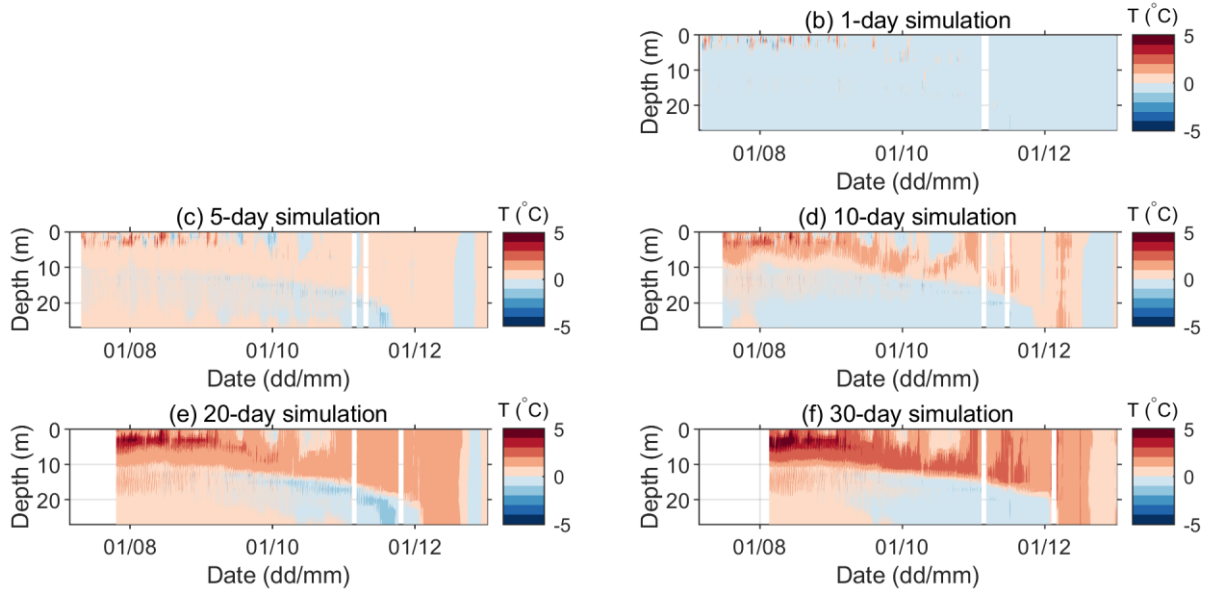 (b) 1-day simulation
T (°C)
Depth (m)
0
10
20
5
0
-5
01/08
01/10
01/12
Date (dd/mm)
(c) 5-day simulation
T (°C)
Depth (m)
0
10
20
5
0
-5
01/08
01/10
01/12
Date (dd/mm)
(d) 10-day simulation
T (°C)
Depth (m)
0
10
20
5
0
-5
01/08
01/10
01/12
Date (dd/mm)
(e) 20-day simulation
T (°C)
Depth (m)
0
10
20
5
0
-5
01/08
01/10
01/12
Date (dd/mm)
(f) 30-day simulation
T (°C)
Depth (m)
0
10
20
5
0
-5
01/08
01/10
01/12
Date (dd/mm)